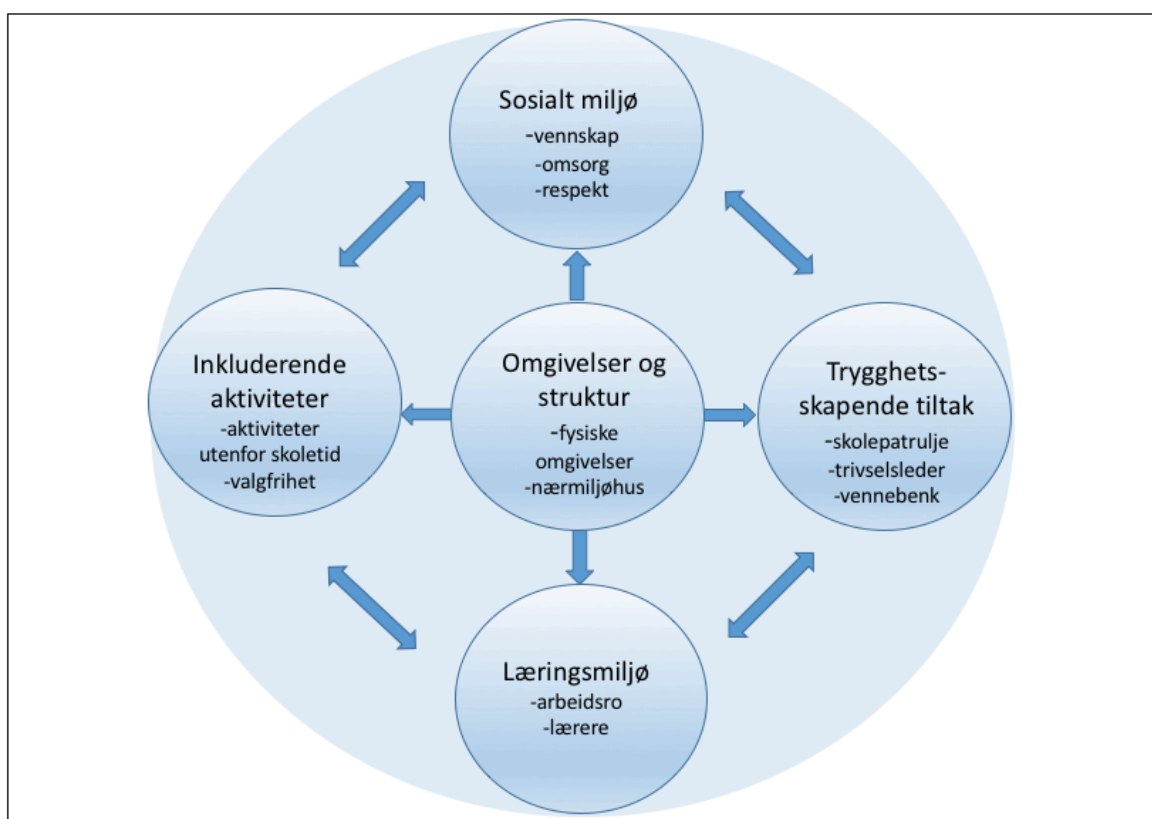 Sosialt miljø
-vennskap
-omsorg
-respekt
Inkluderende
aktiviteter
-aktiviteter
utenfor skoletid
-valgfrihet
Omgivelser og
struktur
-fysiske
omgivelser
-nærmiljøhus
Trygghets-
skapende tiltak
-skolepatrulje
-trivselsleder
-vennebenk
Læringsmiljø
-arbeidsro
-lærere